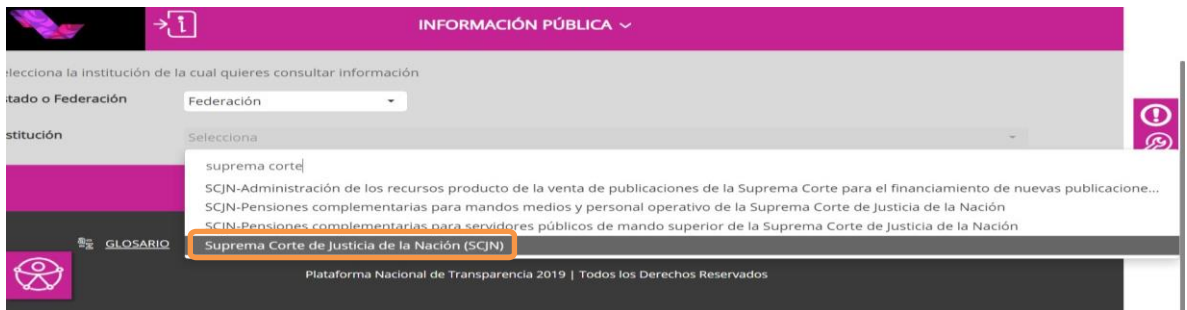 INFORMACIÓN PÚBLICA
elecciona la institución de la cual quieres consultar información
stado o Federación
Federación
stitución
Selecciona
suprema corte
SCJN-Administración de los recursos producto de la venta de publicaciones de la Suprema Corte para el financiamiento de nuevas publicacione...
SCJN-Pensiones complementarias para mandos medios y personal operativo de la Suprema Corte de Justicia de la Nación
SCJN-Pensiones complementarias para servidores públicos de mando superior de la Suprema Corte de Justicia de la Nación
GLOSARIO
Suprema Corte de Justicia de la Nación (SCJN)
Plataforma Nacional de Transparencia 2019 | Todos los Derechos Reservados